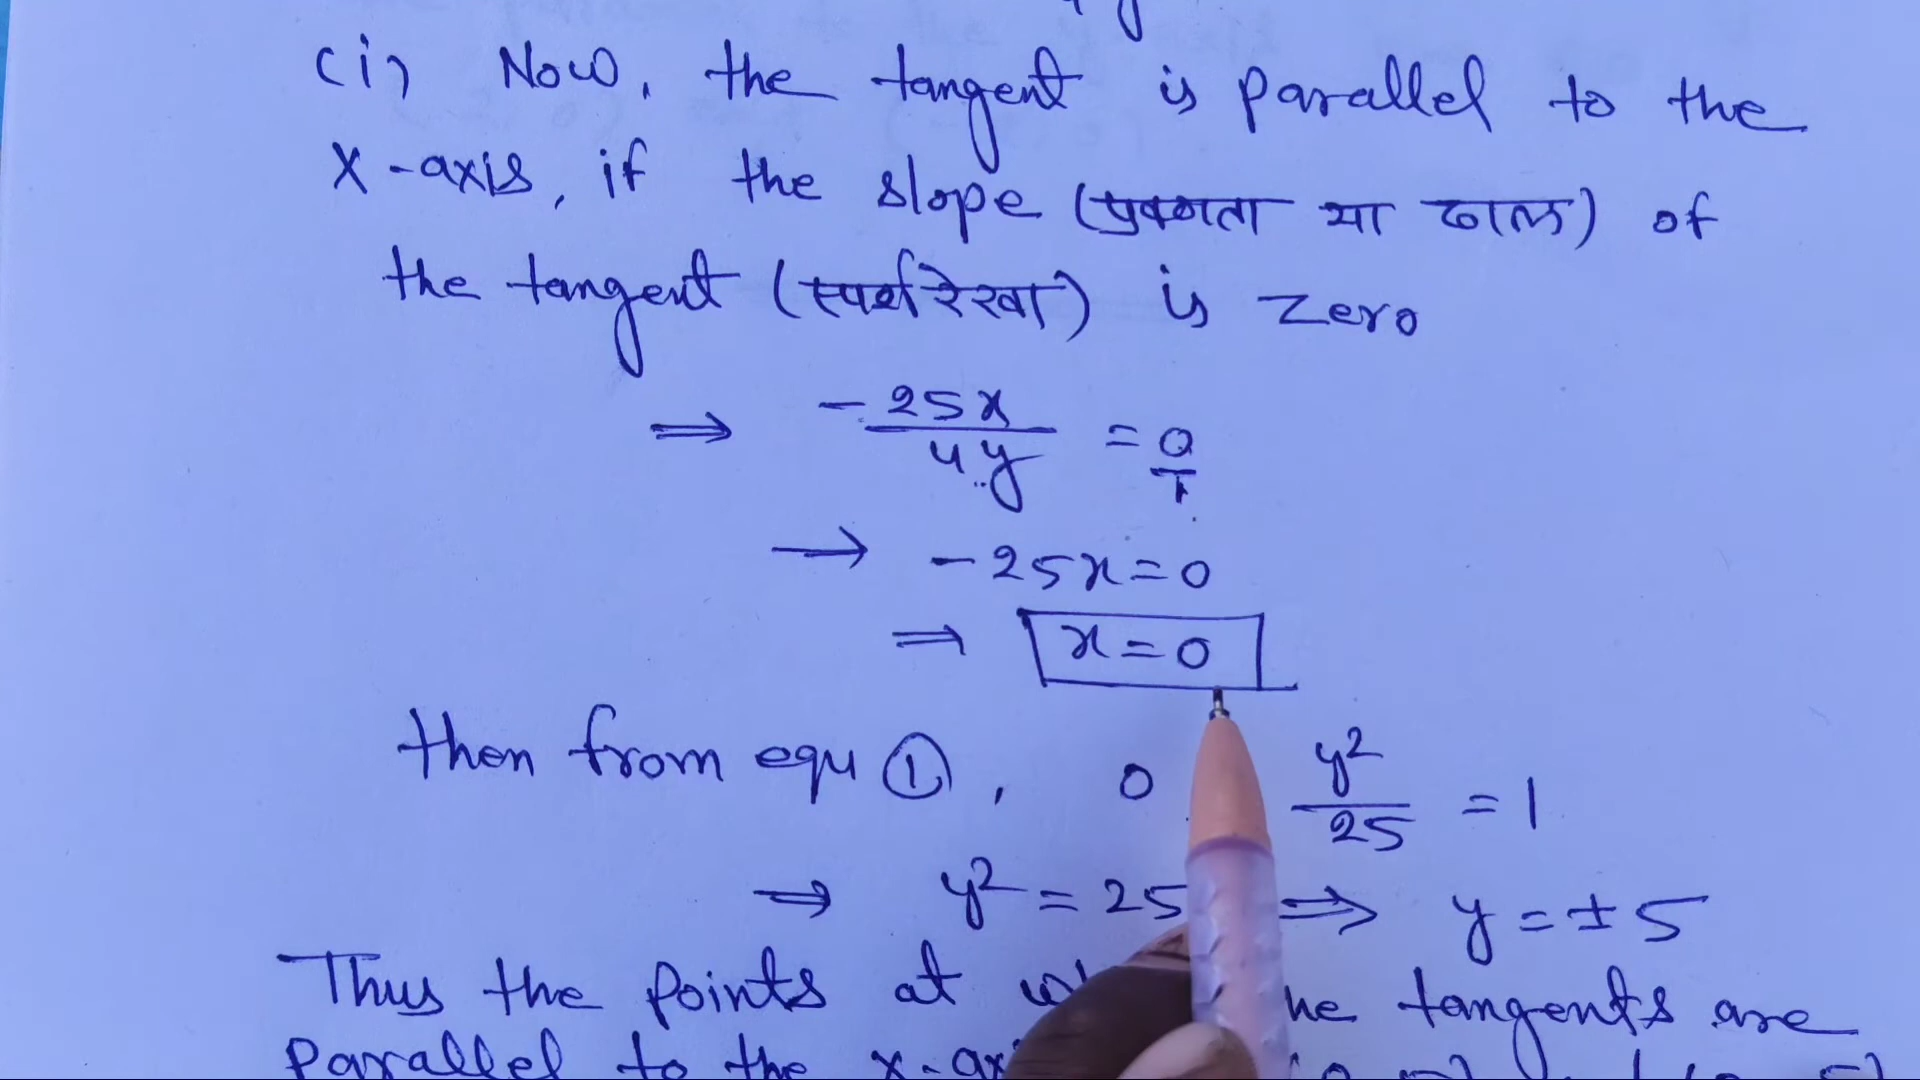 (i) Now, the tangent is parallel to the
x-axis, if the slope (प्रवणता या ढाल) of
the tangent (स्पर्शरेखा) is zero
⇒ -25x/4y = 0/1
→ -25x=0
⇒ x=0
then from equ ①, 0 y²/25 = 1
⇒ y² = 25 ⇒ y = ±5
Thus the points at the tangents are
Parallel to the x-